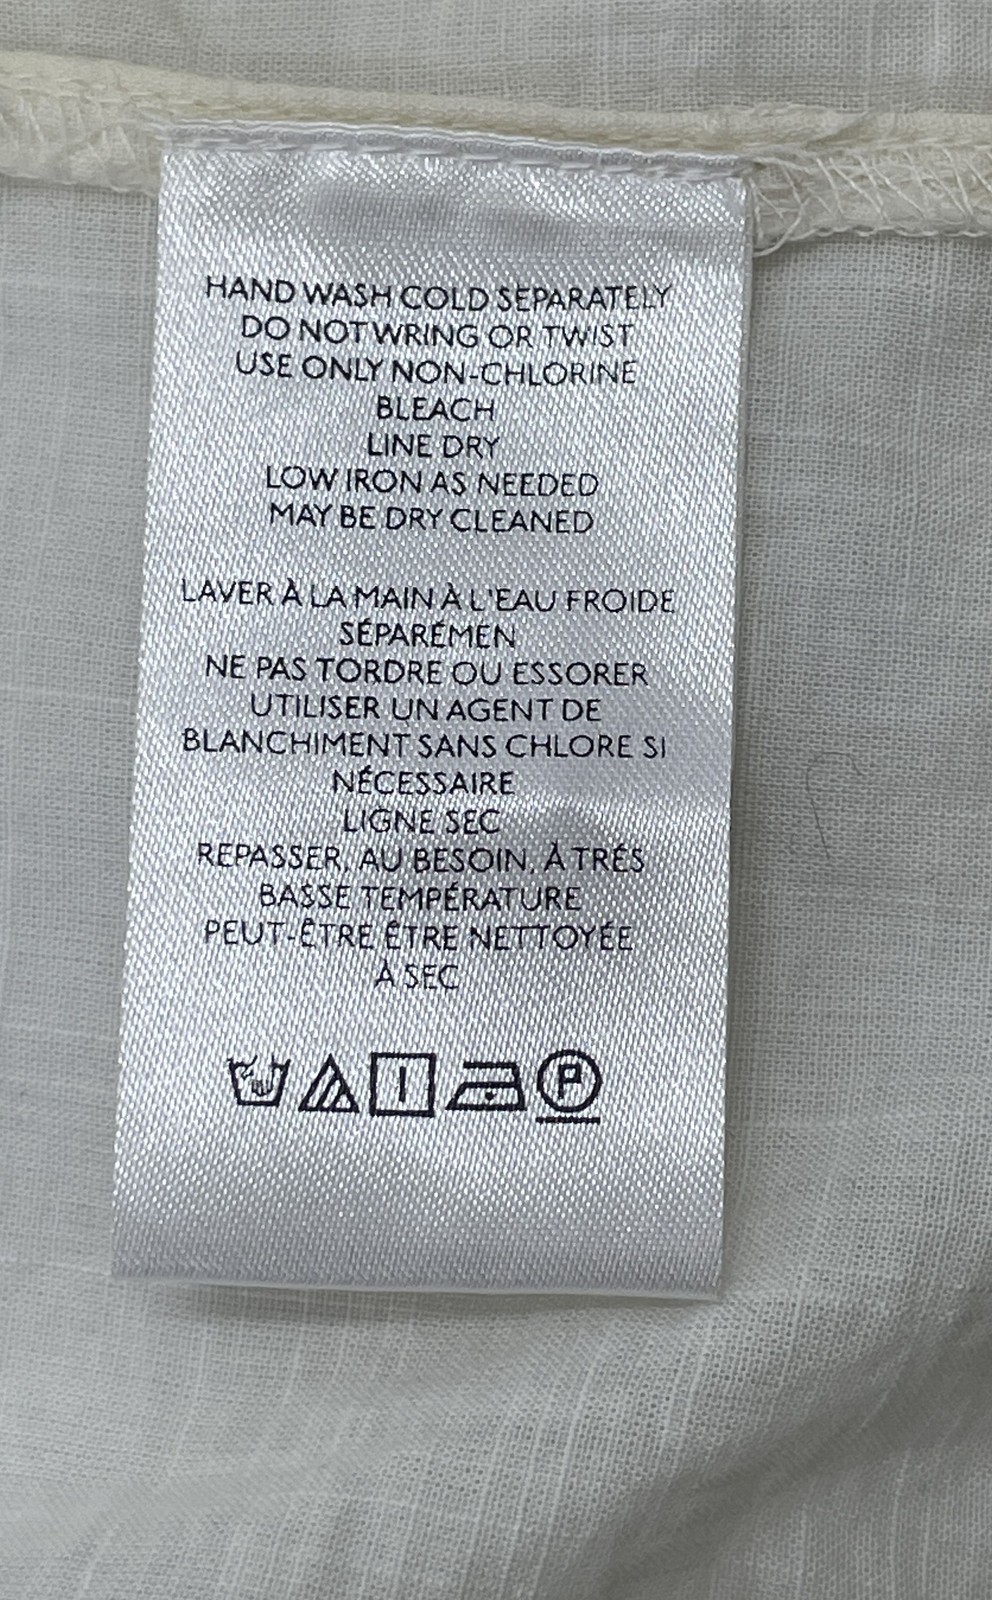 HAND WASH COLD SEPARATELY
DO NOT WRING OR TWIST
USE ONLY NON-CHLORINE
BLEACH
LINE DRY
LOW IRON AS NEEDED
MAY BE DRY CLEANED
LAVER À LA MAIN À L'EAU FROIDE
SÉPARÉMEN
NE PAS TORDRE OU ESSORER
UTILISER UN AGENT DE
BLANCHIMENT SANS CHLORE SI
NÉCESSAIRE
LIGNE SEC
REPASSER, AU BESOIN, À TRÉS
BASSE TEMPÉRATURE
PEUT-ÊTRE ÊTRE NETTOYÉE
À SEC
P